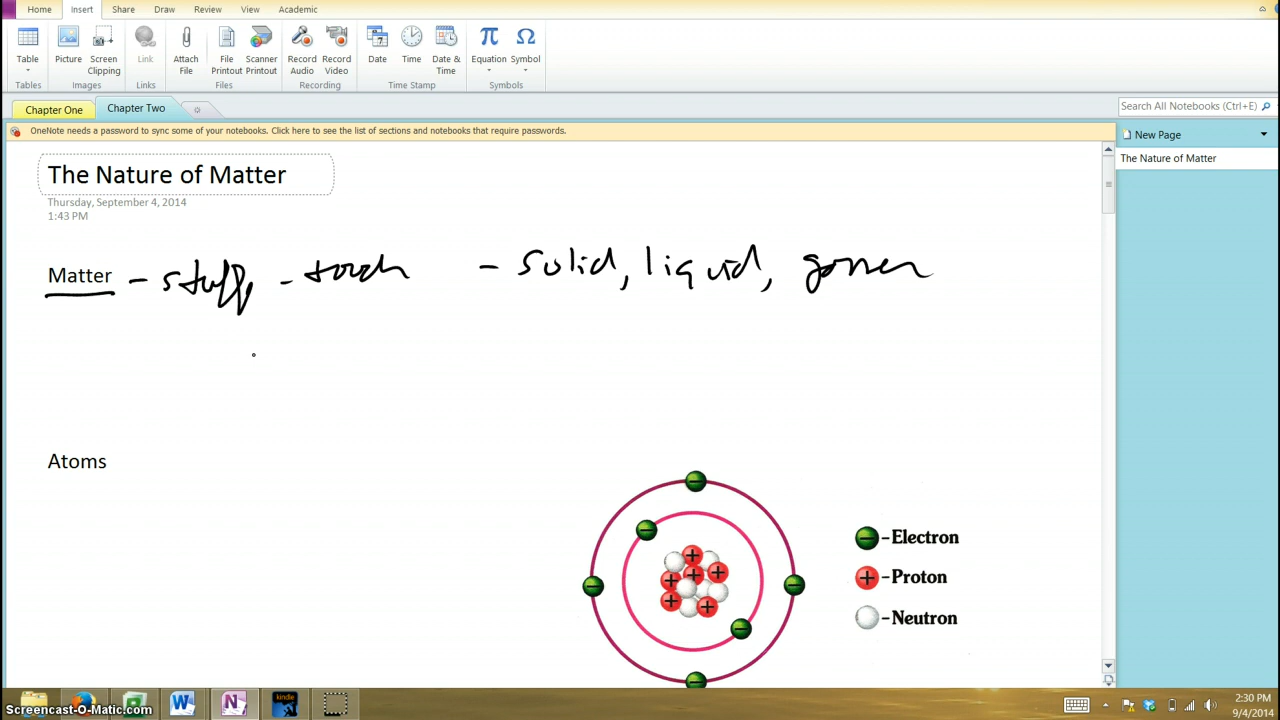 Home Insert Share Review View Academic
Table Picture Screen Clipping Link Attach File File Printout Scanner Printout Record Audio Record Video Date Time Date & Time Equation Symbol
Tables Images Links Files Recording Time Stamp Symbols
Chapter One Chapter Two
Search All Notebooks (Ctrl+E)
OneNote needs a password to sync some of your notebooks. Click here to see the list of sections and notebooks that require passwords.
New Page
The Nature of Matter
The Nature of Matter
Thursday, September 4, 2014
1:43 PM
Matter - stuff - touch - solid, liquid,
Atoms
-Electron
-Proton
-Neutron
kindle
Screencast-O-Matic.com
2:30 PM
9/4/2014